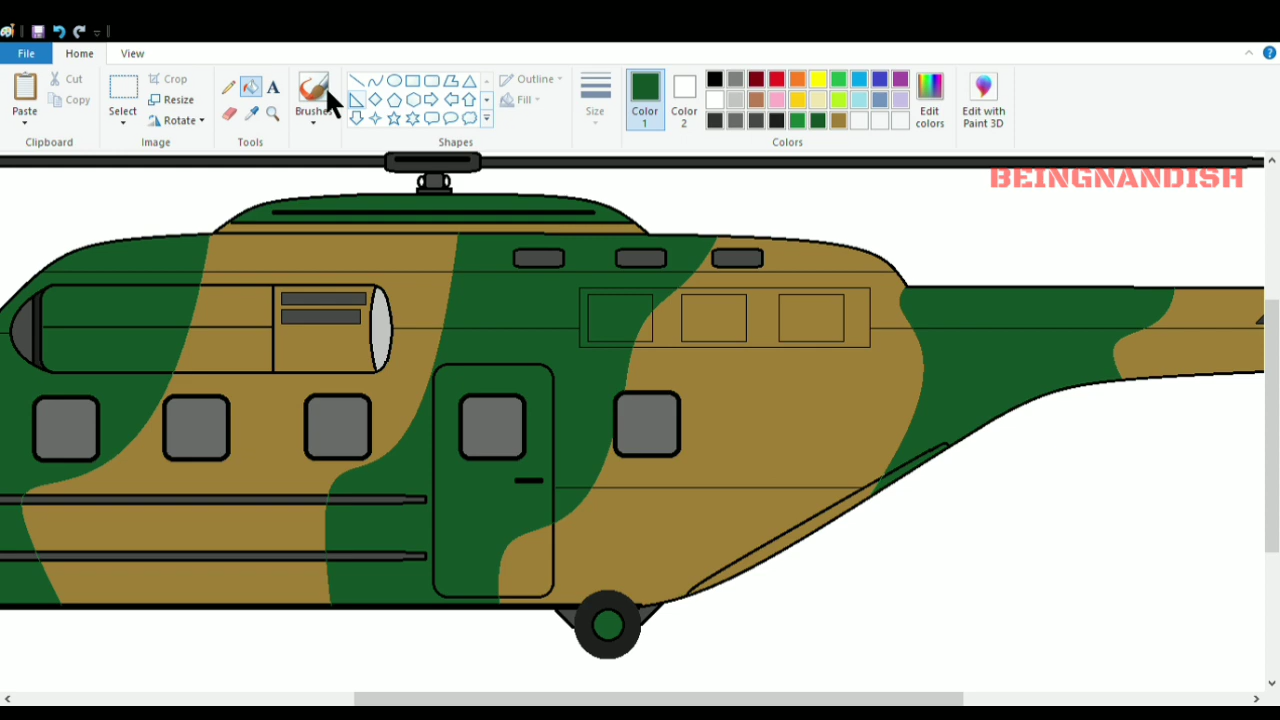 File Home View
Cut
Copy
Paste
Clipboard
Select
Crop
Resize
Rotate
Image
A
Tools
Brushes
Outline
Fill
Shapes
Size
Color
1
Color
2
Edit
colors
Colors
Edit with
Paint 3D
BEINGNANDISH